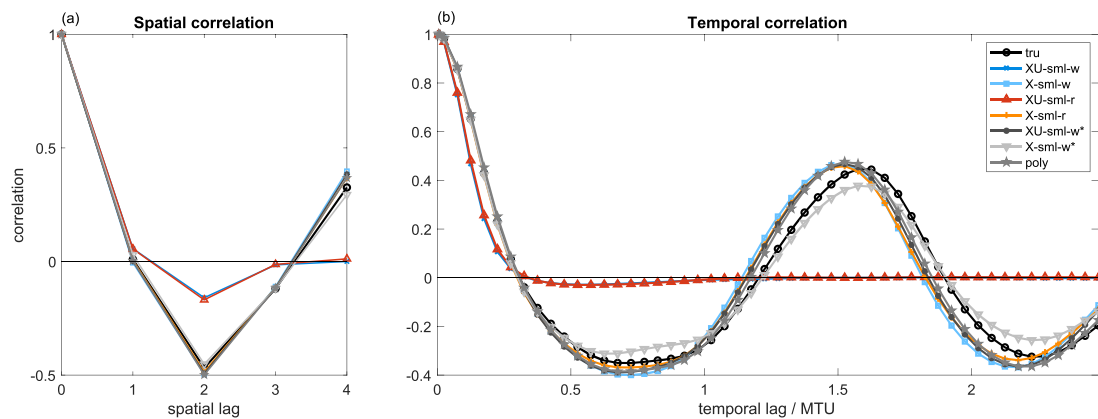 (a)
Spatial correlation
1
0.5
0
-0.5
correlation
0 1 2 3 4
spatial lag
(b)
Temporal correlation
1
0.8
0.6
0.4
0.2
0
-0.2
-0.4
0 0.5 1 1.5 2
temporal lag / MTU
tru
XU-sml-w
X-sml-w
XU-sml-r
X-sml-r
XU-sml-w*
X-sml-w*
poly